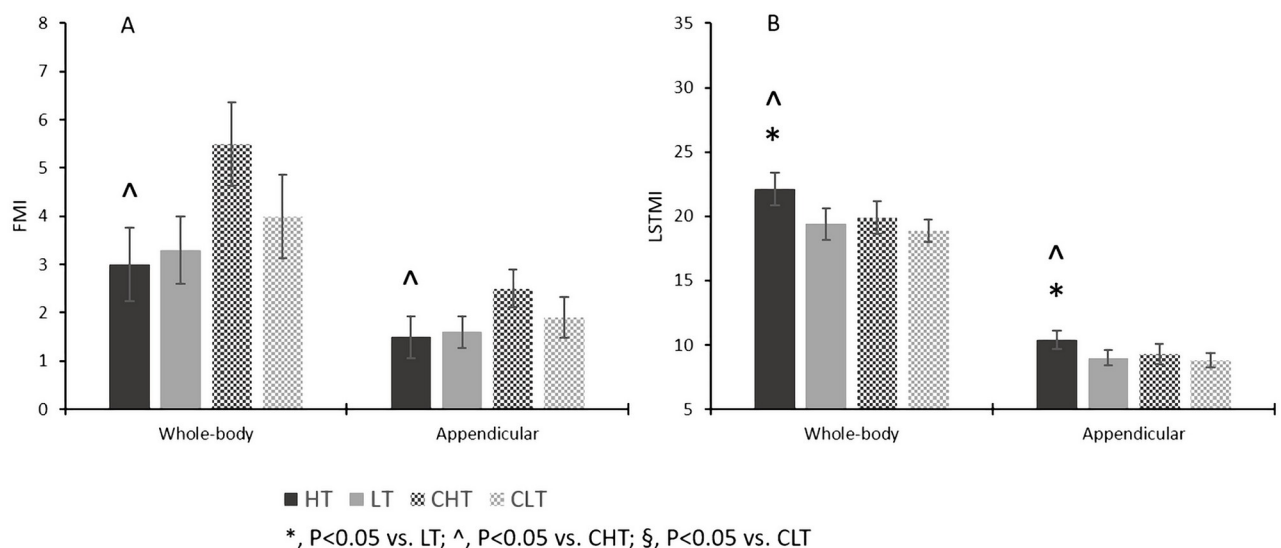 A
8
7
6
5
4
3
2
1
0
FMI
^
^
Whole-body
Appendicular
B
35
30
25
20
15
10
5
LSTMI
^
*
^
*
Whole-body
Appendicular
HT LT CHT CLT
*, P<0.05 vs. LT; ^, P<0.05 vs. CHT; §, P<0.05 vs. CLT